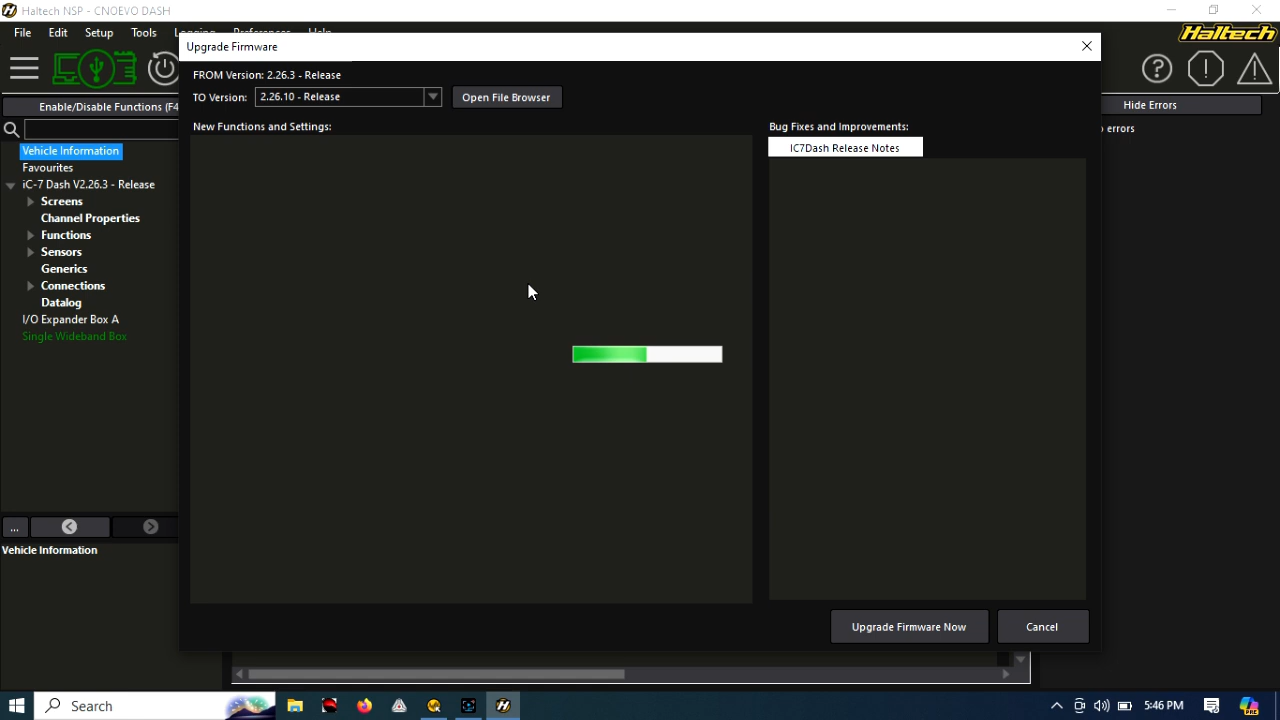 Haltech NSP - CNOEVO DASH
File Edit Setup Tools Logging Preferences Help
Haltech
Upgrade Firmware
FROM Version: 2.26.3 - Release
TO Version: 2.26.10 - Release Open File Browser
Enable/Disable Functions (F4
Hide Errors
New Functions and Settings:
Bug Fixes and Improvements:
errors
IC7Dash Release Notes
Vehicle Information
Favourites
iC-7 Dash V2.26.3 - Release
Screens
Channel Properties
Functions
Sensors
Generics
Connections
Datalog
I/O Expander Box A
Single Wideband Box
...
Vehicle Information
Upgrade Firmware Now Cancel
Search
5:46 PM
PRE